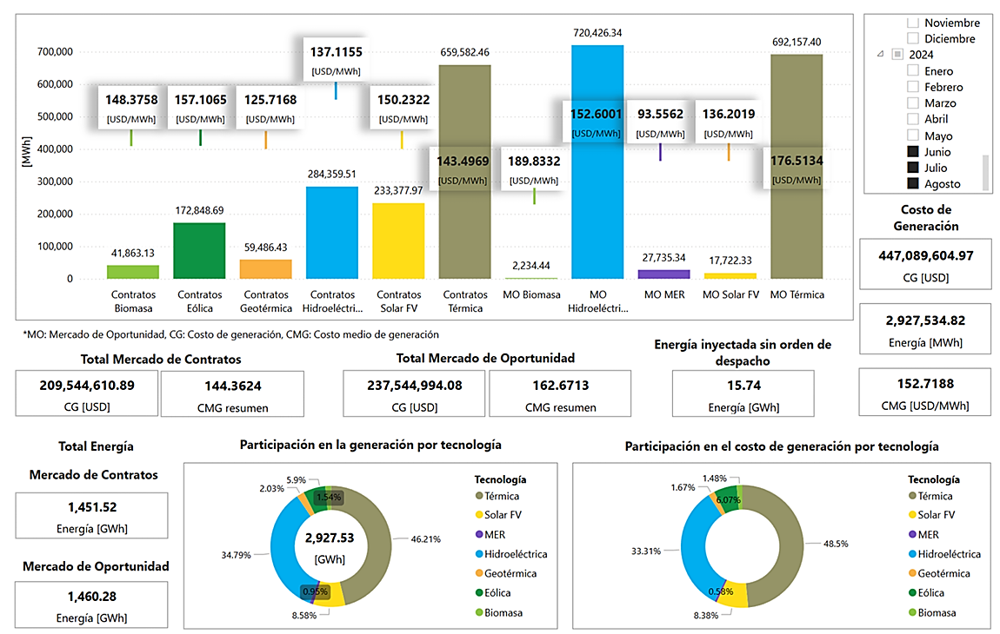 700,000
600,000
500,000
400,000
300,000
200,000
100,000
0
[MWh]
148.3758
[USD/MWh]
157.1065
[USD/MWh]
125.7168
[USD/MWh]
137.1155
[USD/MWh]
150.2322
[USD/MWh]
143.4969
[USD/MWh]
189.8332
[USD/MWh]
152.6001
[USD/MWh]
93.5562
[USD/MWh]
136.2019
[USD/MWh]
176.5134
[USD/MWh]
41,863.13
172,848.69
59,486.43
284,359.51
233,377.97
659,582.46
2,234.44
720,426.34
27,735.34
17,722.33
692,157.40
Contratos
Biomasa
Contratos
Eólica
Contratos
Geotérmica
Contratos
Hidroeléctri...
Contratos
Solar FV
Contratos
Térmica
MO Biomasa
MO
Hidroeléctri...
MO MER
MO Solar FV
MO Térmica
Noviembre
Diciembre
2024
Enero
Febrero
Marzo
Abril
Mayo
Junio
Julio
Agosto
Costo de
Generación
447,089,604.97
CG [USD]
2,927,534.82
Energía [MWh]
152.7188
CMG [USD/MWh]
*MO: Mercado de Oportunidad, CG: Costo de generación, CMG: Costo medio de generación
Total Mercado de Contratos
209,544,610.89
CG [USD]
144.3624
CMG resumen
Total Mercado de Oportunidad
237,544,994.08
CG [USD]
162.6713
CMG resumen
Energía inyectada sin orden de
despacho
15.74
Energía [GWh]
Total Energía
Mercado de Contratos
1,451.52
Energía [GWh]
Mercado de Oportunidad
1,460.28
Energía [GWh]
Participación en la generación por tecnología
5.9%
2.03%
1.54%
34.79%
2,927.53
[GWh]
46.21%
0.95%
8.58%
Tecnología
Térmica
Solar FV
MER
Hidroeléctrica
Geotérmica
Eólica
Biomasa
Participación en el costo de generación por tecnología
1.48%
1.67%
6.07%
33.31%
48.5%
0.58%
8.38%
Tecnología
Térmica
Solar FV
MER
Hidroeléctrica
Geotérmica
Eólica
Biomasa